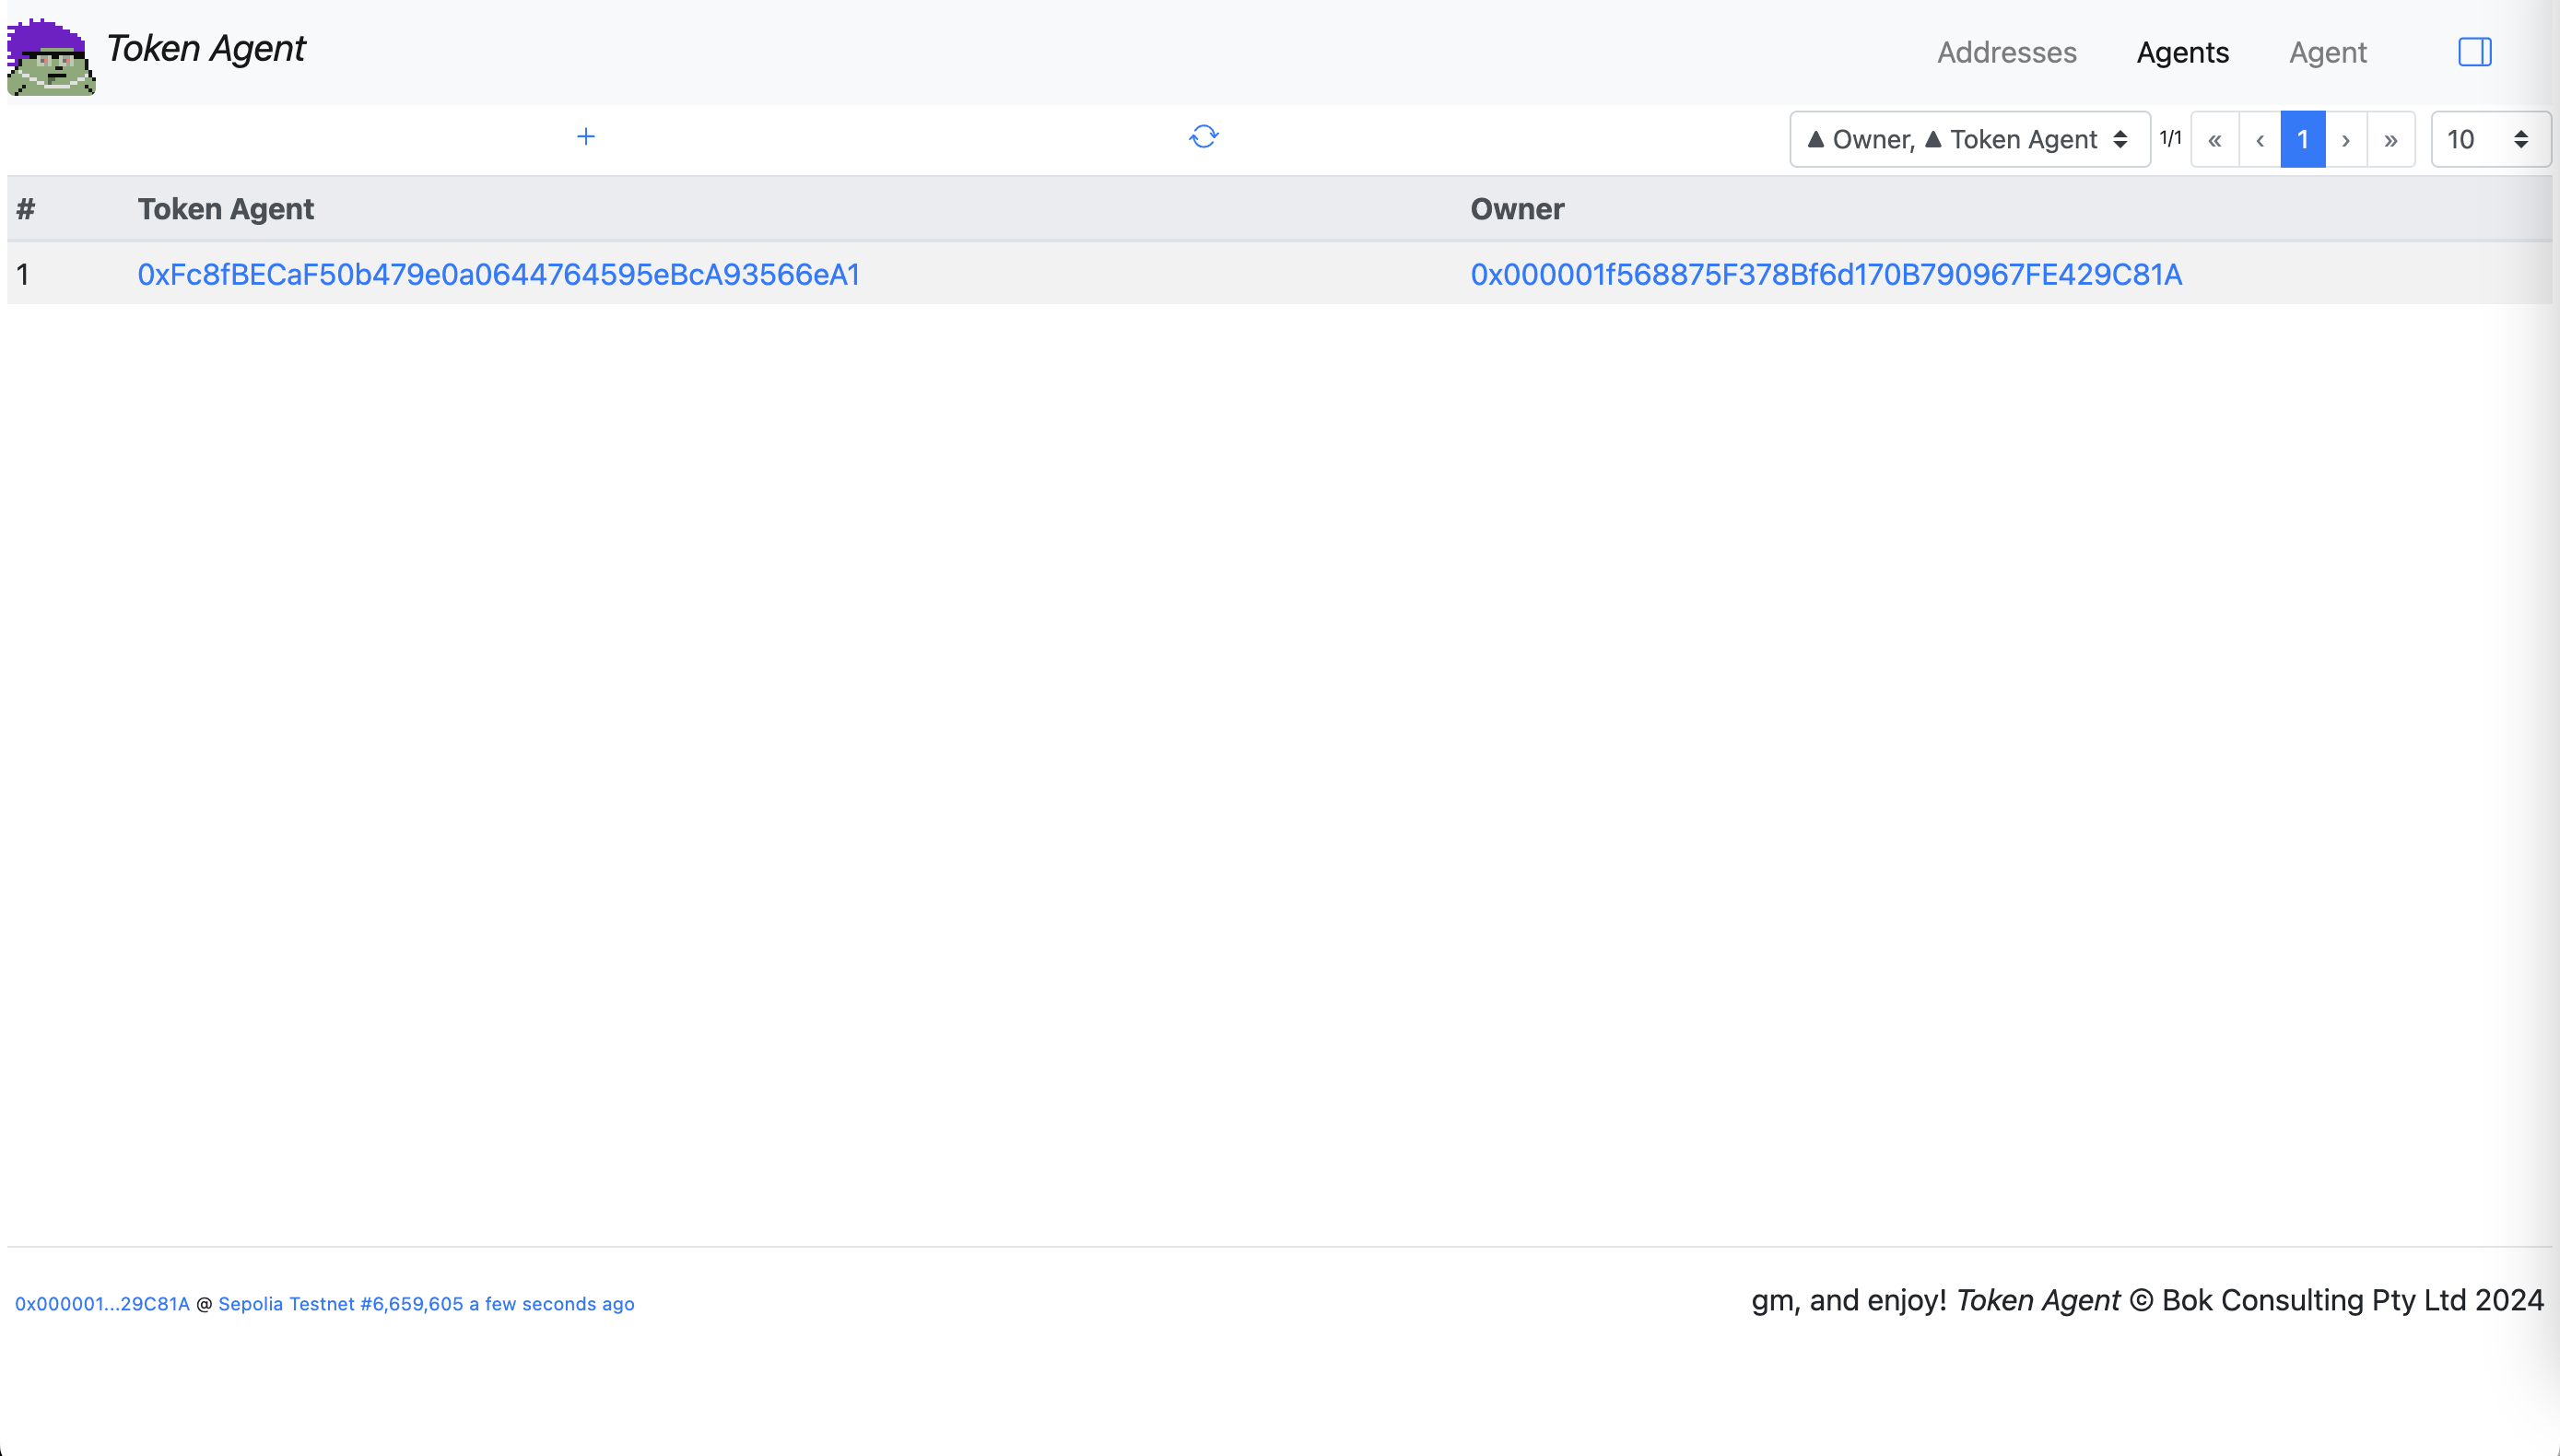 Token Agent
Addresses Agents Agent
▲ Owner, ▲ Token Agent 1/1 « ‹ 1 › » 10
# Token Agent Owner
1 0xFc8fBECaF50b479e0a0644764595eBcA93566eA1 0x000001f568875F378Bf6d170B790967FE429C81A
0x000001...29C81A @ Sepolia Testnet #6,659,605 a few seconds ago
gm, and enjoy! Token Agent © Bok Consulting Pty Ltd 2024